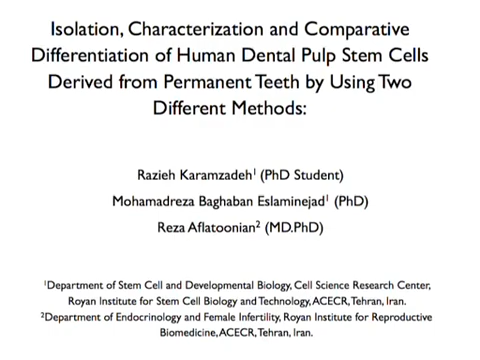 Isolation, Characterization and Comparative
Differentiation of Human Dental Pulp Stem Cells
Derived from Permanent Teeth by Using Two
Different Methods:
Razieh Karamzadeh¹ (PhD Student)
Mohamadreza Baghaban Eslaminejad¹ (PhD)
Reza Aflatoonian² (MD.PhD)
¹Department of Stem Cell and Developmental Biology, Cell Science Research Center,
Royan Institute for Stem Cell Biology and Technology, ACECR, Tehran, Iran.
²Department of Endocrinology and Female Infertility, Royan Institute for Reproductive
Biomedicine, ACECR, Tehran, Iran.